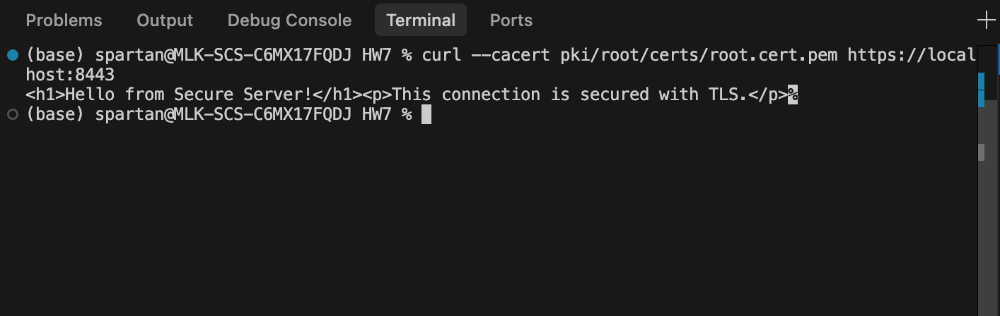 Problems Output Debug Console Terminal Ports
(base) spartan@MLK-SCS-C6MX17FQDJ HW7 % curl --cacert pki/root/certs/root.cert.pem https://local
host:8443
<h1>Hello from Secure Server!</h1><p>This connection is secured with TLS.</p>%
(base) spartan@MLK-SCS-C6MX17FQDJ HW7 %